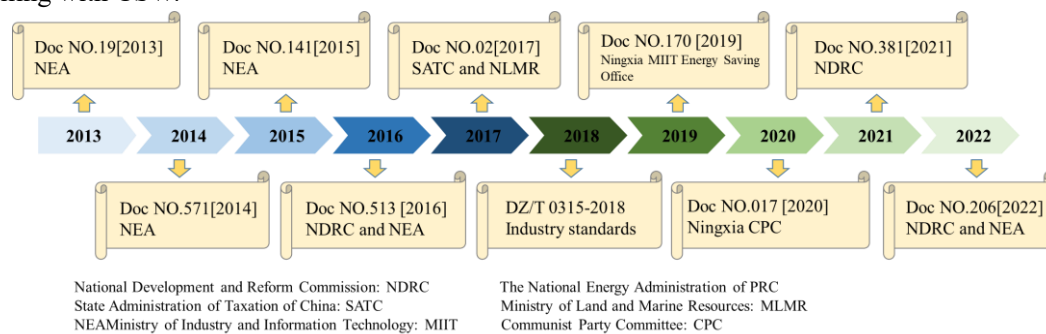 Doc NO.19[2013]
NEA
Doc NO.141[2015]
NEA
Doc NO.02[2017]
SATC and NLMR
Doc NO.170 [2019]
Ningxia MIIT Energy Saving
Office
Doc NO.381[2021]
NDRC
2013
2014
2015
2016
2017
2018
2019
2020
2021
2022
Doc NO.571[2014]
NEA
Doc NO.513 [2016]
NDRC and NEA
DZ/T 0315-2018
Industry standards
Doc NO.017 [2020]
Ningxia CPC
Doc NO.206[2022]
NDRC and NEA
National Development and Reform Commission: NDRC
State Administration of Taxation of China: SATC
NEAMinistry of Industry and Information Technology: MIIT
The National Energy Administration of PRC
Ministry of Land and Marine Resources: MLMR
Communist Party Committee: CPC